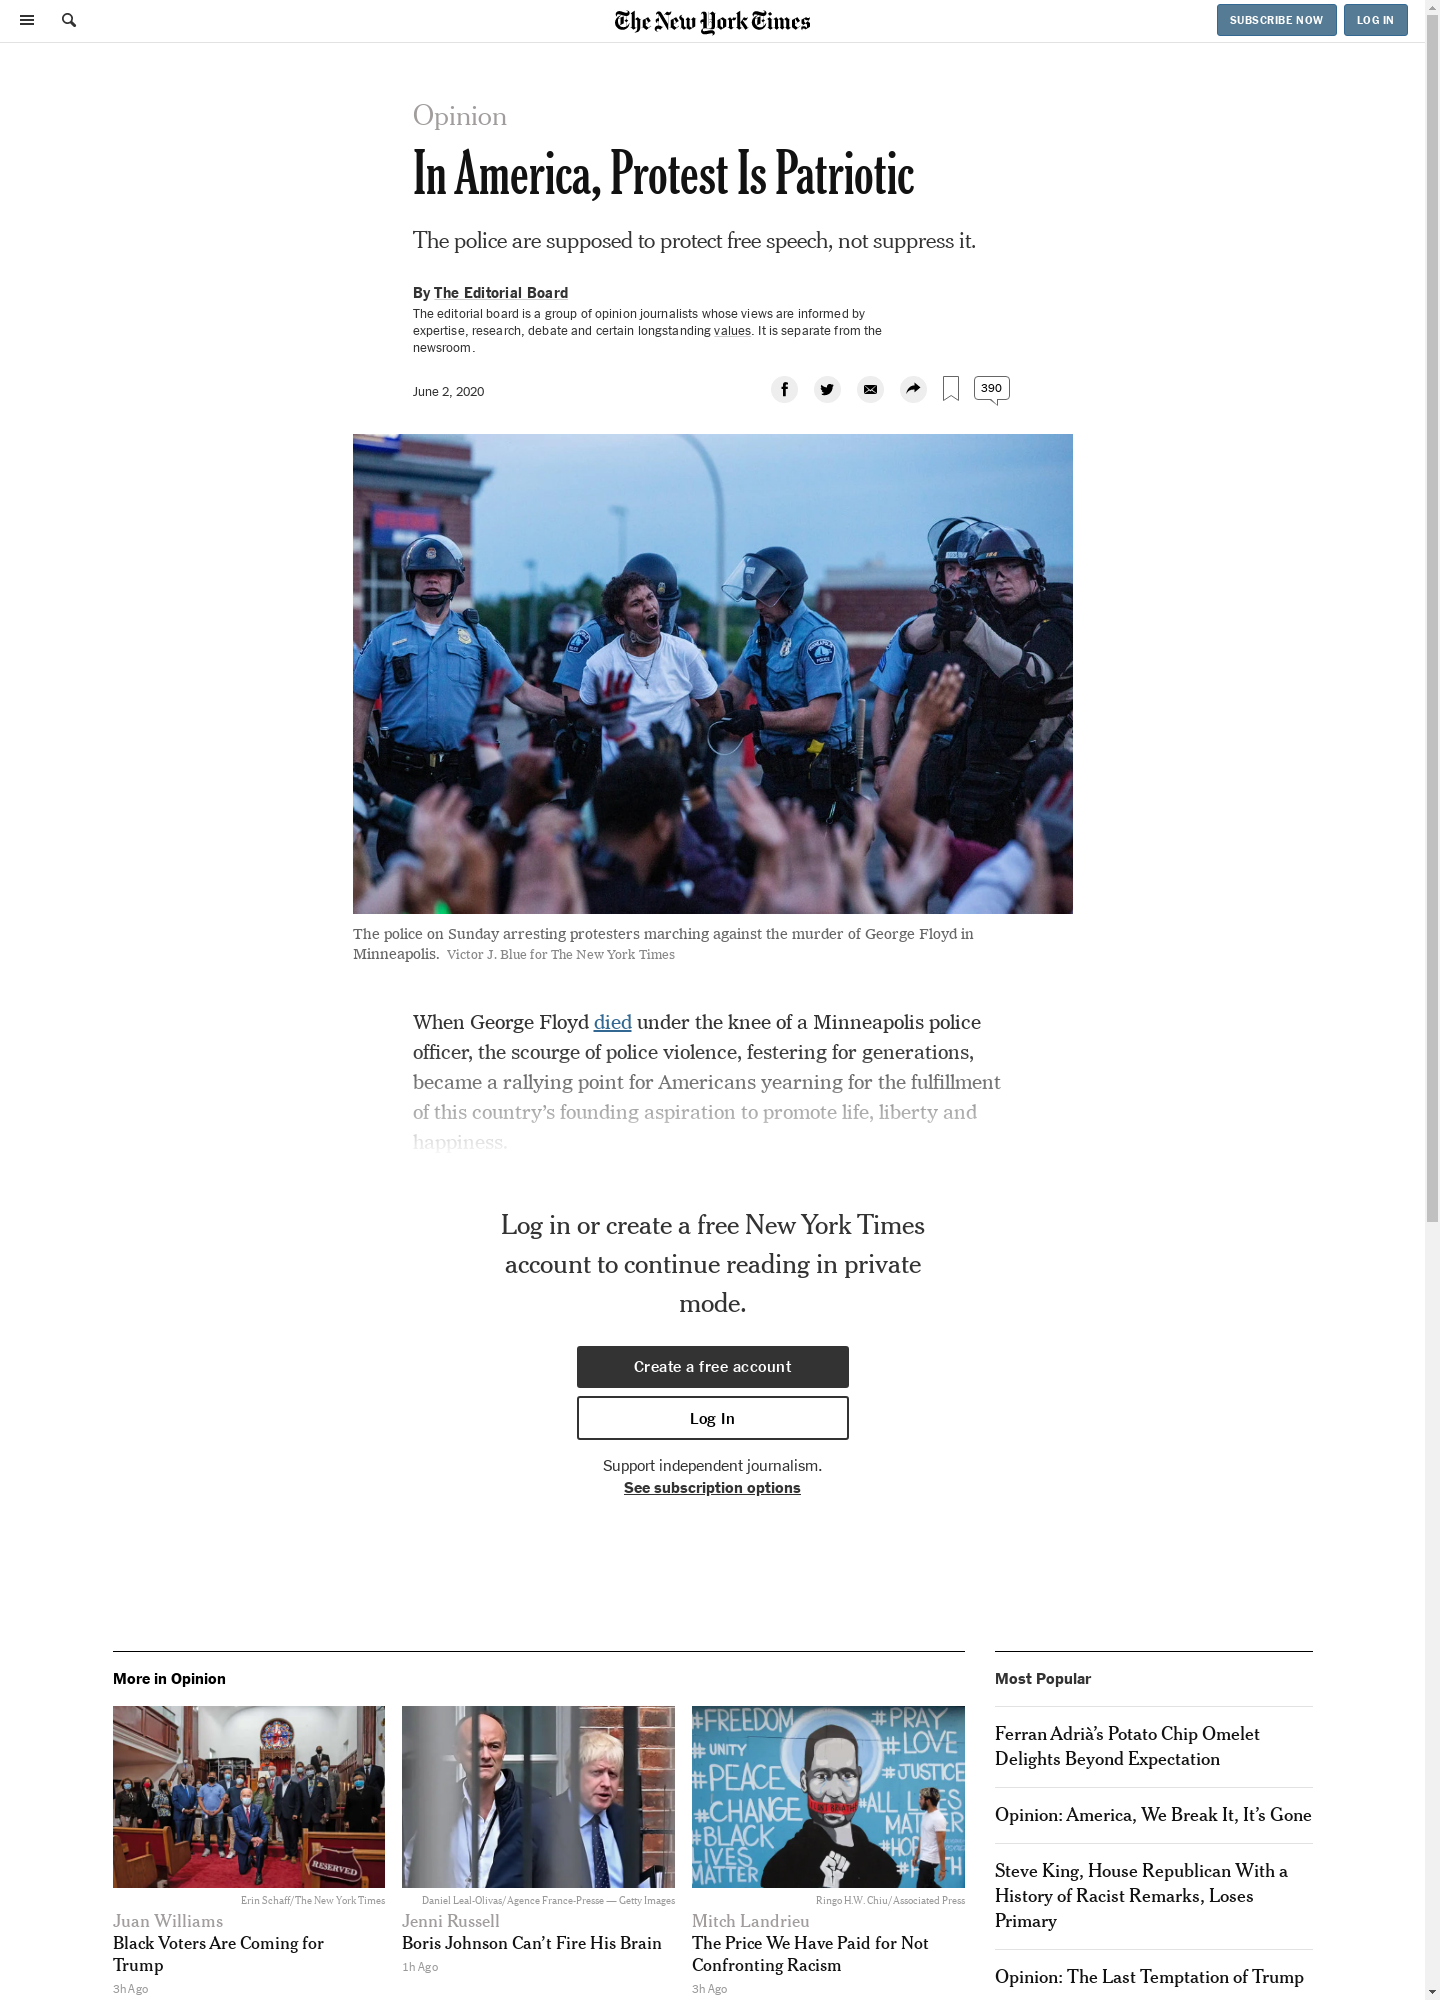 The New York Times
SUBSCRIBE NOW
LOG IN
Opinion
In America, Protest Is Patriotic
The police are supposed to protect free speech, not suppress it.
By The Editorial Board
The editorial board is a group of opinion journalists whose views are informed by
expertise, research, debate and certain longstanding values. It is separate from the
newsroom.
June 2, 2020
390
The police on Sunday arresting protesters marching against the murder of George Floyd in
Minneapolis. Victor J. Blue for The New York Times
When George Floyd died under the knee of a Minneapolis police
officer, the scourge of police violence, festering for generations,
became a rallying point for Americans yearning for the fulfillment
of this country’s founding aspiration to promote life, liberty and
happiness.
Log in or create a free New York Times
account to continue reading in private
mode.
Create a free account
Log In
Support independent journalism.
See subscription options
More in Opinion
RESERVED
Erin Schaff/The New York Times
Juan Williams
Black Voters Are Coming for
Trump
3h Ago
Daniel Leal-Olivas/Agence France-Presse — Getty Images
Jenni Russell
Boris Johnson Can’t Fire His Brain
1h Ago
#FREEDOM
#PRAY
#UNITY
#LOVE
#PEACE
#JUSTICE
#CHANGE
#ALL LIVES
#BLACK
LIVES
MATTER
Ringo H.W. Chiu/Associated Press
Mitch Landrieu
The Price We Have Paid for Not
Confronting Racism
3h Ago
Most Popular
Ferran Adrià’s Potato Chip Omelet
Delights Beyond Expectation
Opinion: America, We Break It, It’s Gone
Steve King, House Republican With a
History of Racist Remarks, Loses
Primary
Opinion: The Last Temptation of Trump